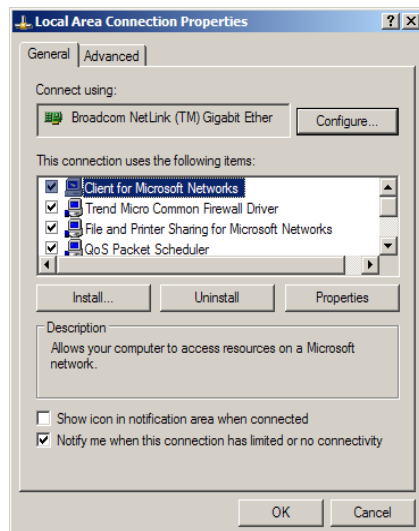 Local Area Connection Properties
General Advanced
Connect using:
Broadcom NetLink (TM) Gigabit Ether Configure...
This connection uses the following items:
Client for Microsoft Networks
Trend Micro Common Firewall Driver
File and Printer Sharing for Microsoft Networks
QoS Packet Scheduler
Install... Uninstall Properties
Description
Allows your computer to access resources on a Microsoft
network.
Show icon in notification area when connected
Notify me when this connection has limited or no connectivity
OK Cancel